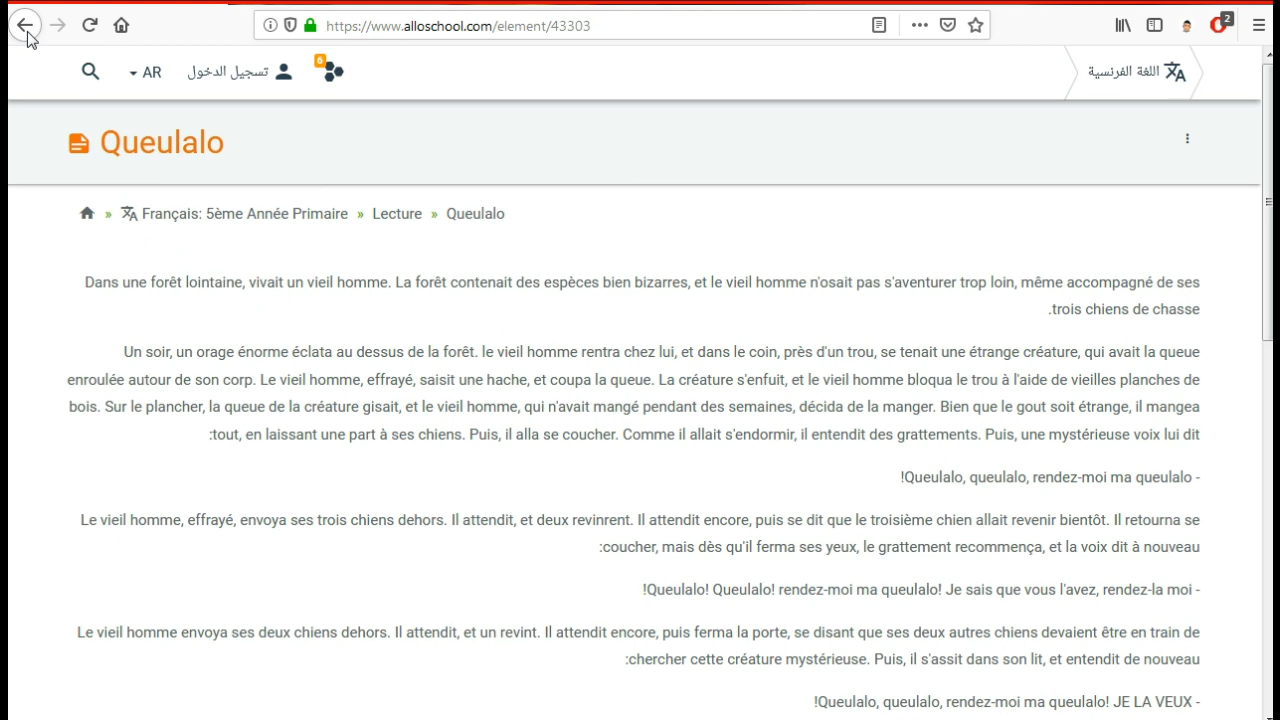 https://www.alloschool.com/element/43303
2
AR
تسجيل الدخول
6
اللغة الفرنسية
Queulalo
» Français: 5ème Année Primaire » Lecture » Queulalo
Dans une forêt lointaine, vivait un vieil homme. La forêt contenait des espèces bien bizarres, et le vieil homme n'osait pas s'aventurer trop loin, même accompagné de ses
.trois chiens de chasse
Un soir, un orage énorme éclata au dessus de la forêt. le vieil homme rentra chez lui, et dans le coin, près d'un trou, se tenait une étrange créature, qui avait la queue
enroulée autour de son corp. Le vieil homme, effrayé, saisit une hache, et coupa la queue. La créature s'enfuit, et le vieil homme bloqua le trou à l'aide de vieilles planches de
bois. Sur le plancher, la queue de la créature gisait, et le vieil homme, qui n'avait mangé pendant des semaines, décida de la manger. Bien que le gout soit étrange, il mangea
:tout, en laissant une part à ses chiens. Puis, il alla se coucher. Comme il allait s'endormir, il entendit des grattements. Puis, une mystérieuse voix lui dit
!Queulalo, queulalo, rendez-moi ma queulalo -
Le vieil homme, effrayé, envoya ses trois chiens dehors. Il attendit, et deux revinrent. Il attendit encore, puis se dit que le troisième chien allait revenir bientôt. Il retourna se
:coucher, mais dès qu'il ferma ses yeux, le grattement recommença, et la voix dit à nouveau
!Queulalo! Queulalo! rendez-moi ma queulalo! Je sais que vous l'avez, rendez-la moi -
Le vieil homme envoya ses deux chiens dehors. Il attendit, et un revint. Il attendit encore, puis ferma la porte, se disant que ses deux autres chiens devaient être en train de
:chercher cette créature mystérieuse. Puis, il s'assit dans son lit, et entendit de nouveau
!Queulalo, queulalo, rendez-moi ma queulalo! JE LA VEUX -